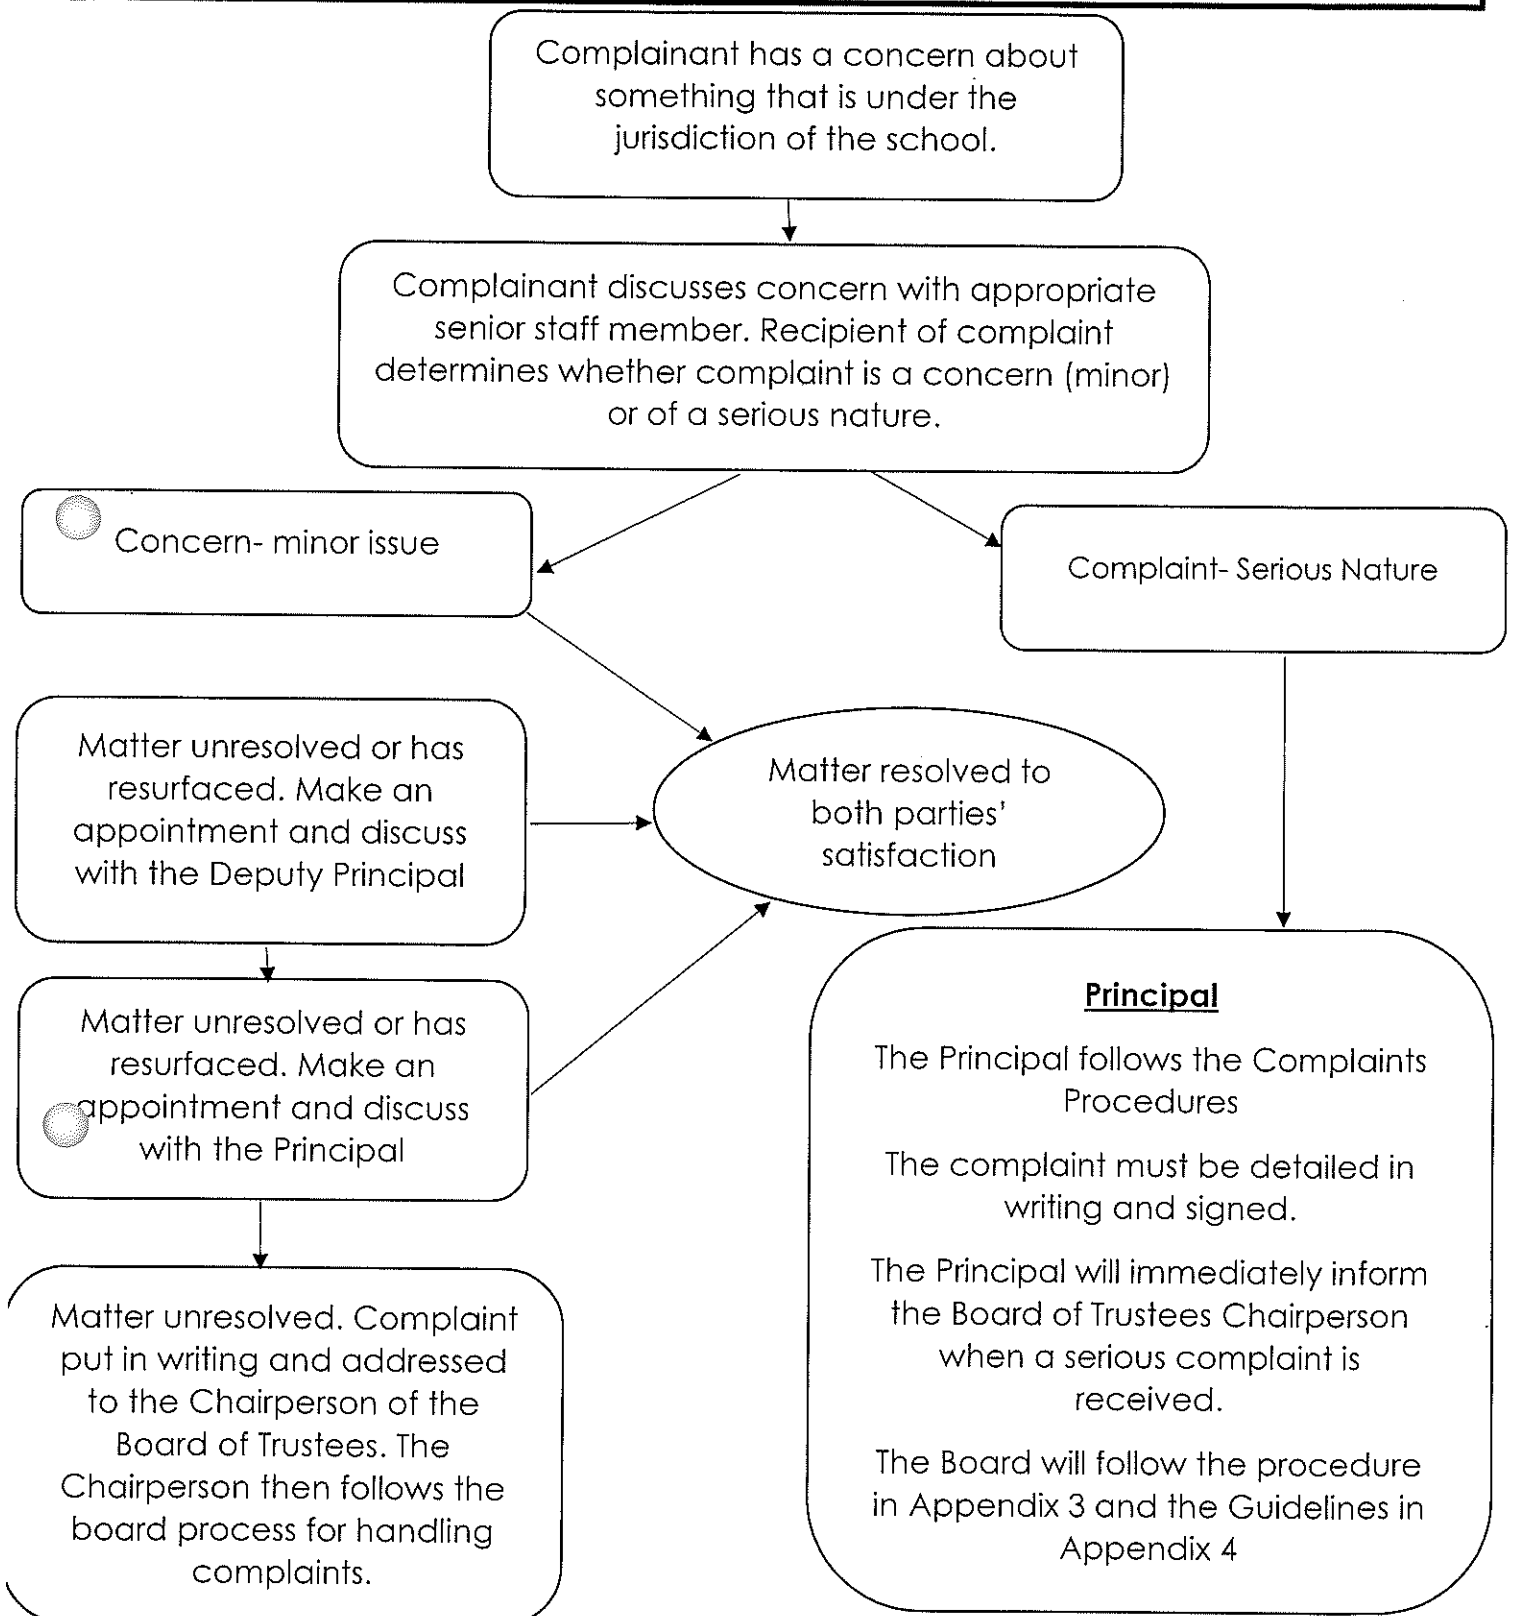 Complainant has a concern about
something that is under the
jurisdiction of the school.
Complainant discusses concern with appropriate
senior staff member. Recipient of complaint
determines whether complaint is a concern (minor)
or of a serious nature.
Concern- minor issue
Complaint- Serious Nature
Matter unresolved or has
resurfaced. Make an
appointment and discuss
with the Deputy Principal
Matter resolved to
both parties'
satisfaction
Matter unresolved or has
resurfaced. Make an
appointment and discuss
with the Principal
Matter unresolved. Complaint
put in writing and addressed
to the Chairperson of the
Board of Trustees. The
Chairperson then follows the
board process for handling
complaints.
Principal
The Principal follows the Complaints
Procedures
The complaint must be detailed in
writing and signed.
The Principal will immediately inform
the Board of Trustees Chairperson
when a serious complaint is
received.
The Board will follow the procedure
in Appendix 3 and the Guidelines in
Appendix 4